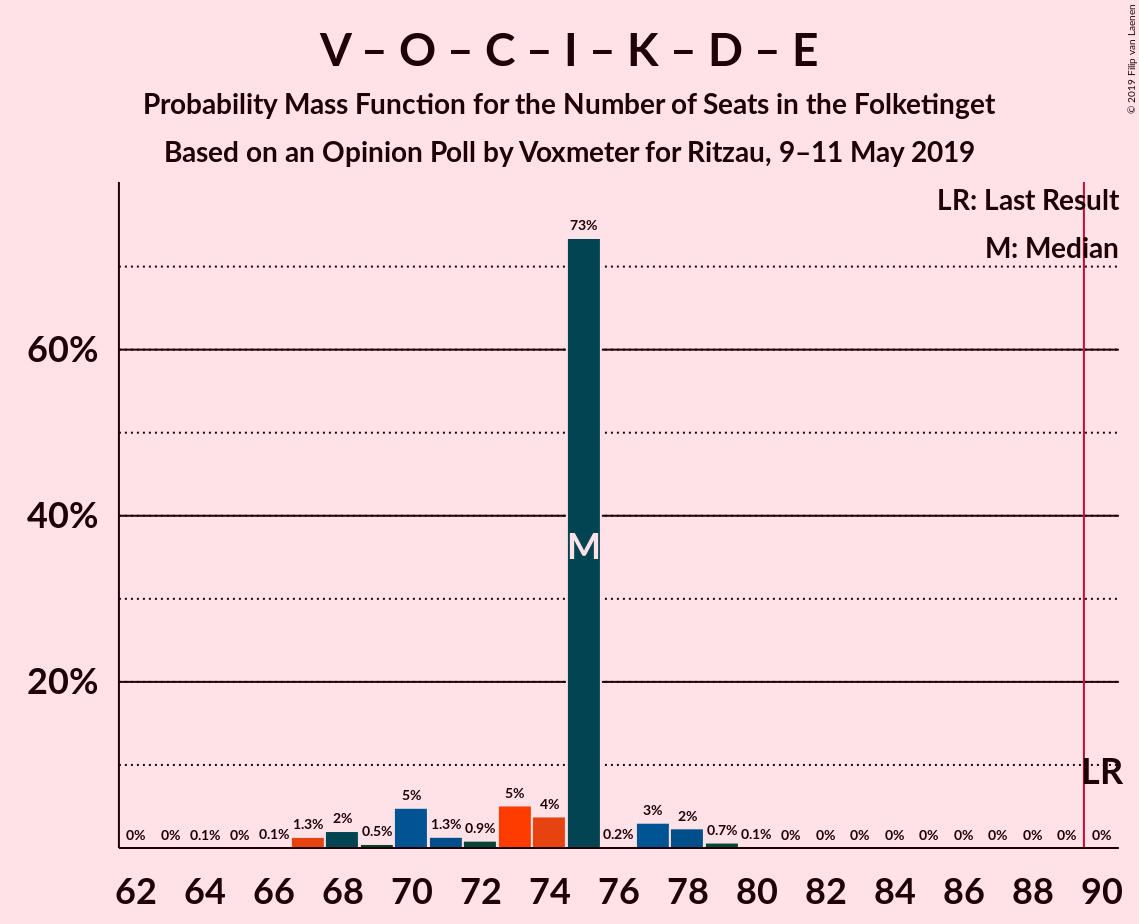 V – O – C – I – K – D – E
Probability Mass Function for the Number of Seats in the Folketinget
Based on an Opinion Poll by Voxmeter for Ritzau, 9–11 May 2019
© 2019 Filip van Laenen
LR: Last Result
M: Median
73%
60%
40%
M
20%
LR
0% 0% 0.1% 0% 0.1% 1.3% 2% 0.5% 5% 1.3% 0.9% 5% 4% 0.2% 3% 2% 0.7% 0.1% 0% 0% 0% 0% 0% 0% 0% 0% 0% 0%
62 64 66 68 70 72 74 76 78 80 82 84 86 88 90